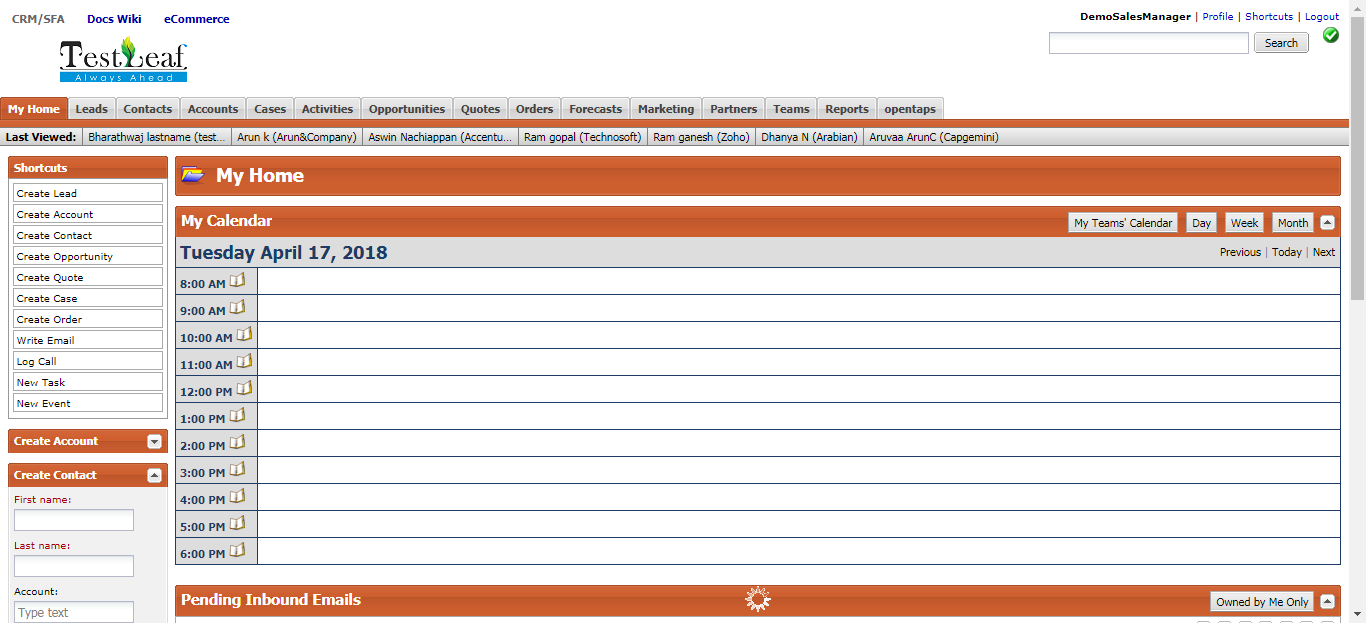 CRM/SFA Docs Wiki eCommerce
DemoSalesManager | Profile | Shortcuts | Logout
Search
TestLeaf
Always Ahead
My Home Leads Contacts Accounts Cases Activities Opportunities Quotes Orders Forecasts Marketing Partners Teams Reports opentaps
Last Viewed: Bharathwaj lastname (test... Arun k (Arun&Company) Aswin Nachiappan (Accentu... Ram gopal (Technosoft) Ram ganesh (Zoho) Dhanya N (Arabian) Aruvaa ArunC (Capgemini)
Shortcuts
Create Lead
Create Account
Create Contact
Create Opportunity
Create Quote
Create Case
Create Order
Write Email
Log Call
New Task
New Event
Create Account
Create Contact
First name:
Last name:
Account:
Type text
My Home
My Calendar My Teams' Calendar Day Week Month
Tuesday April 17, 2018 Previous | Today | Next
8:00 AM
9:00 AM
10:00 AM
11:00 AM
12:00 PM
1:00 PM
2:00 PM
3:00 PM
4:00 PM
5:00 PM
6:00 PM
Pending Inbound Emails Owned by Me Only